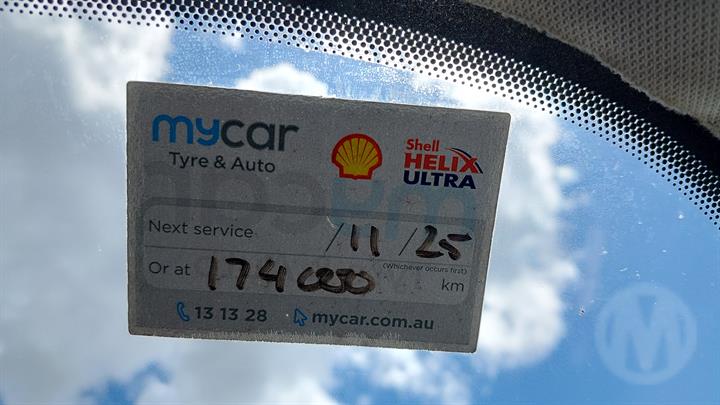 mycar
Tyre & Auto
Shell
HELIX
ULTRA
Next service /11/25
(Whichever occurs first)
Or at 174000 km
13 13 28 mycar.com.au
M